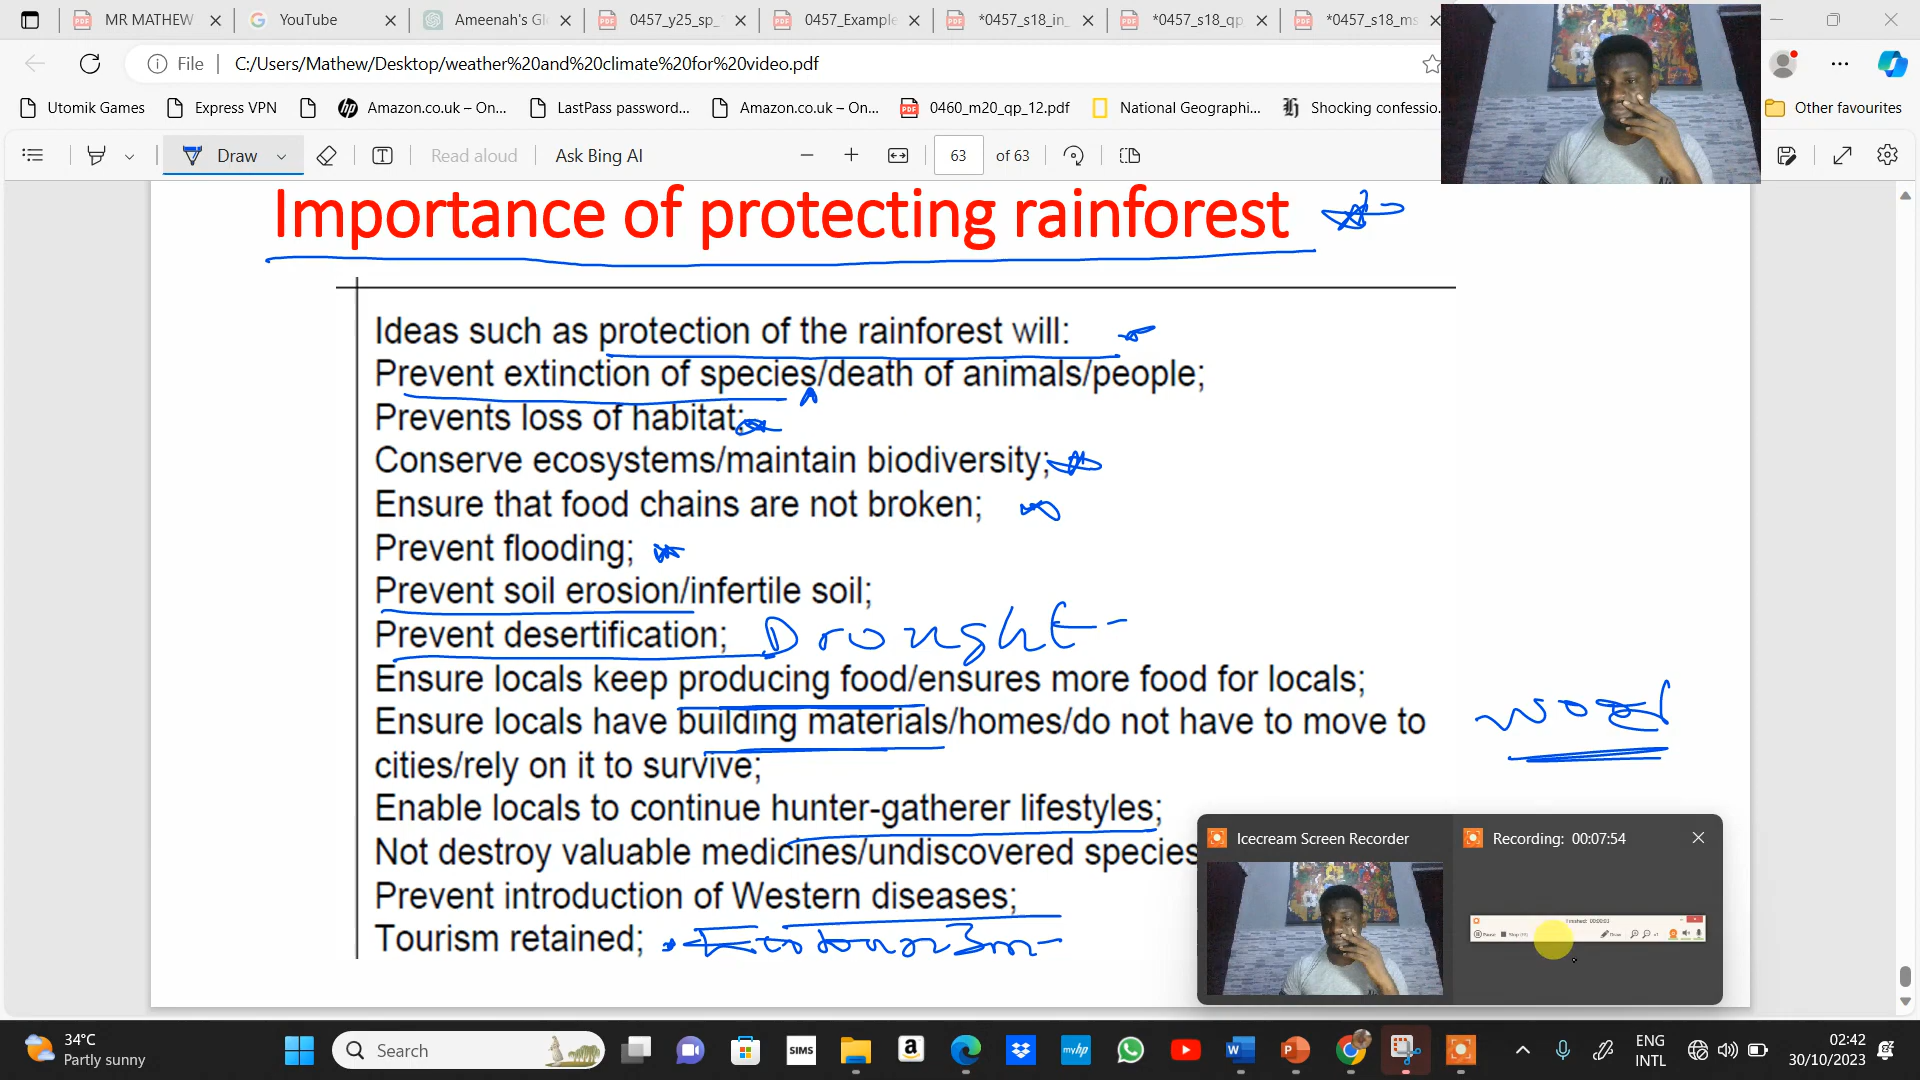 MR MATHEW
YouTube
Ameenah's Gl
0457_y25_sp_
0457_Example
*0457_s18_in_
*0457_s18_qp_
*0457_s18_ms
File
C:/Users/Mathew/Desktop/weather%20and%20climate%20for%20video.pdf
Utomik Games
Express VPN
Amazon.co.uk – On...
LastPass password...
Amazon.co.uk – On...
0460_m20_qp_12.pdf
National Geographi...
Shocking confessio...
Other favourites
Draw
Read aloud
Ask Bing AI
63
of 63
Importance of protecting rainforest
Ideas such as protection of the rainforest will:
Prevent extinction of species/death of animals/people;
Prevents loss of habitat;
Conserve ecosystems/maintain biodiversity;
Ensure that food chains are not broken;
Prevent flooding;
Prevent soil erosion/infertile soil;
Prevent desertification; Drought
Ensure locals keep producing food/ensures more food for locals;
Ensure locals have building materials/homes/do not have to move to
wood
cities/rely on it to survive;
Enable locals to continue hunter-gatherer lifestyles;
Not destroy valuable medicines/undiscovered species
Prevent introduction of Western diseases;
Tourism retained;
Icecream Screen Recorder
Recording: 00:07:54
34°C
Partly sunny
Search
SIMS
myhp
ENG
INTL
02:42
30/10/2023